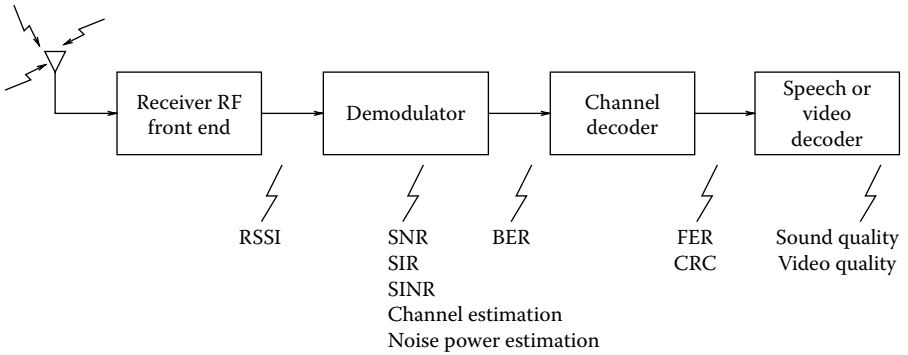 Receiver RF
front end
Demodulator
Channel
decoder
Speech or
video
decoder
RSSI
SNR
SIR
SINR
Channel estimation
Noise power estimation
BER
FER
CRC
Sound quality
Video quality